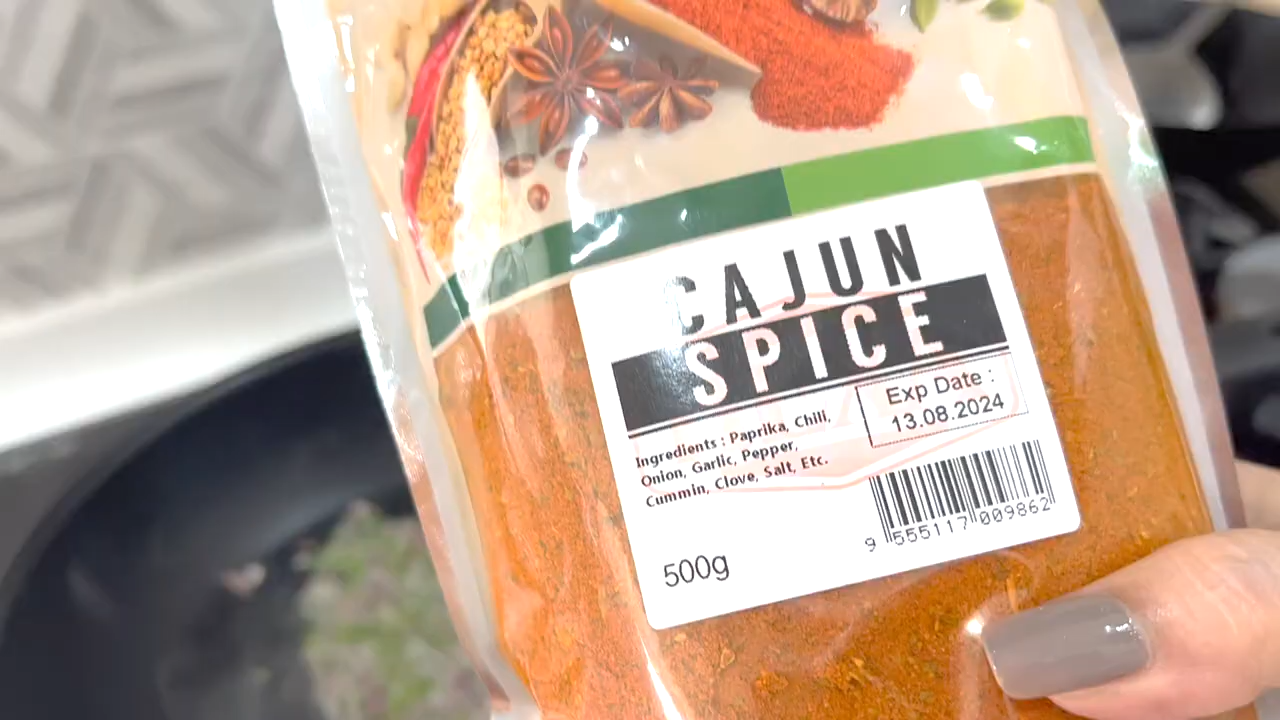 CAJUN
SPICE
Exp Date :
13.08.2024
Ingredients : Paprika, Chili,
Onion, Garlic, Pepper,
Cummin, Clove, Salt, Etc.
9 555117 009862
500g